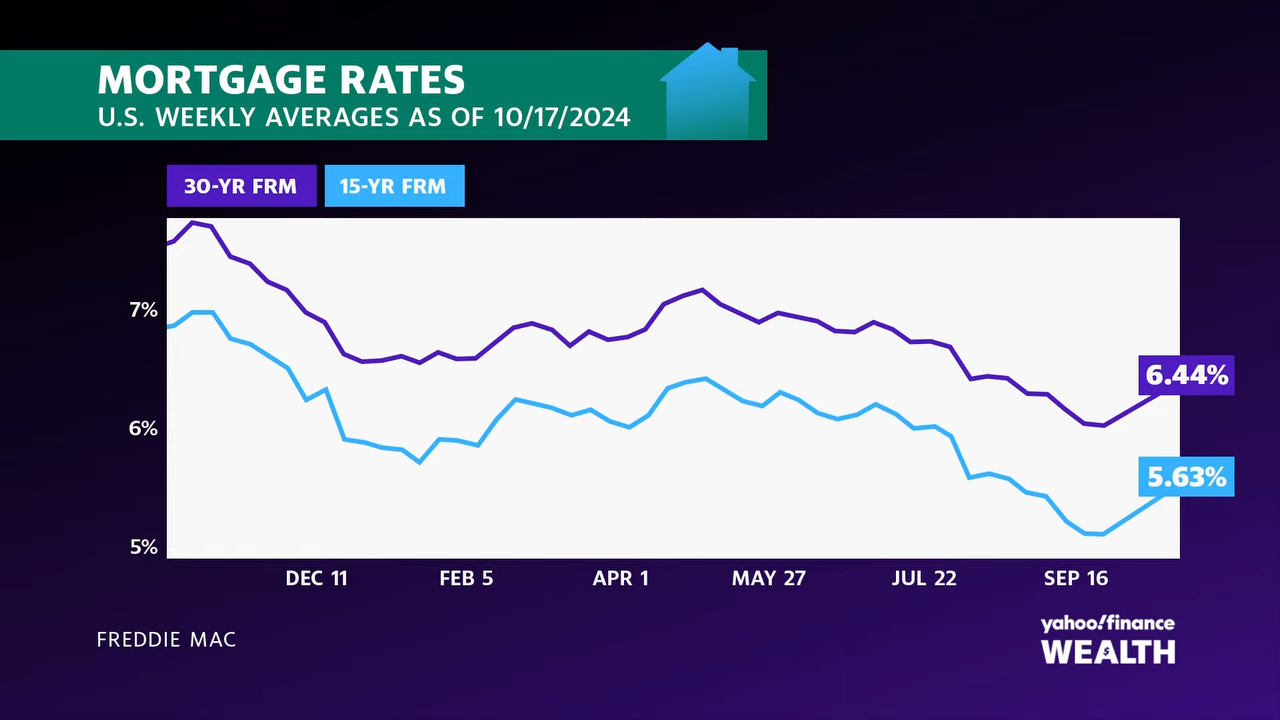 MORTGAGE RATES
U.S. WEEKLY AVERAGES AS OF 10/17/2024
30-YR FRM
15-YR FRM
7%
6%
5%
6.44%
5.63%
DEC 11
FEB 5
APR 1
MAY 27
JUL 22
SEP 16
FREDDIE MAC
yahoo!finance
WEALTH